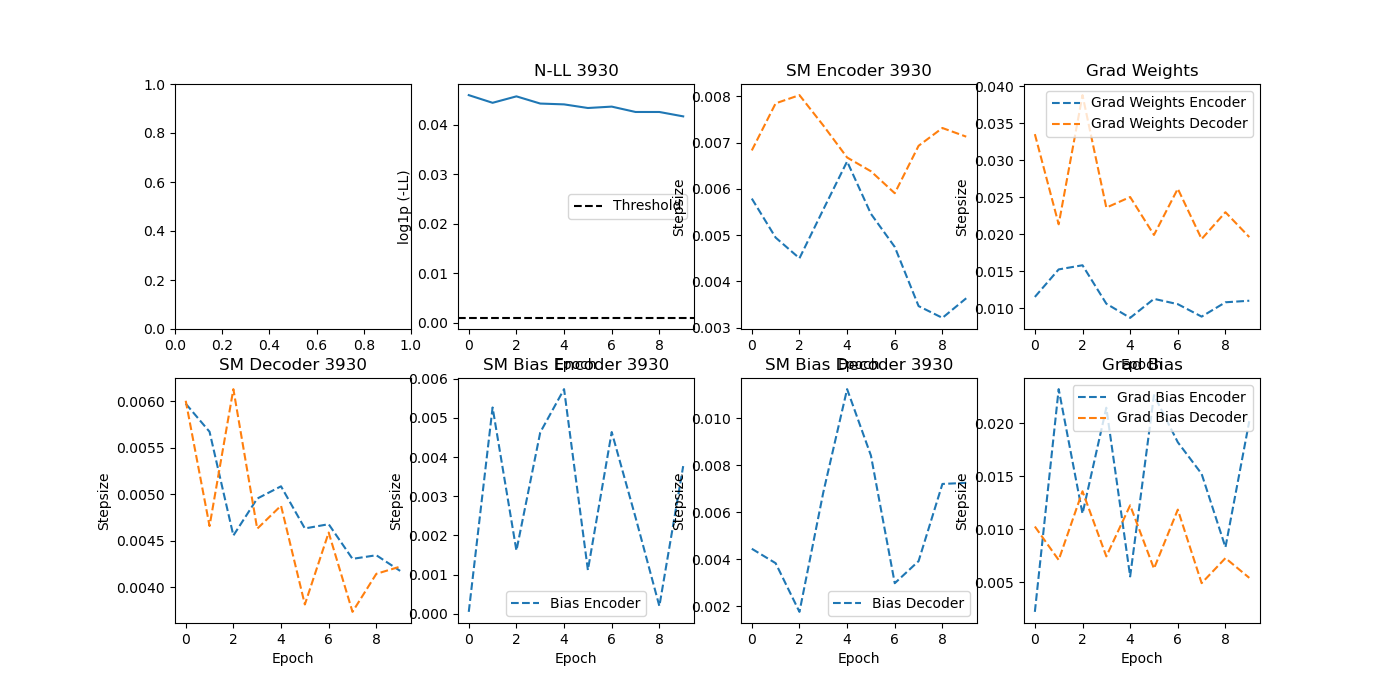 N-LL 3930
SM Encoder 3930
Grad Weights
1.0
0.8
0.6
0.4
0.2
0.0
0.0 0.2 0.4 0.6 0.8 1.0
log1p (-LL)
0.04
0.03
0.02
0.01
0.00
Threshold
0 2 4 6 8
Epoch
Stepsize
0.008
0.007
0.006
0.005
0.004
0.003
0 2 4 6 8
Epoch
Stepsize
0.040
0.035
0.030
0.025
0.020
0.015
0.010
Grad Weights Encoder
Grad Weights Decoder
0 2 4 6 8
Epoch
SM Decoder 3930
SM Bias Encoder 3930
SM Bias Decoder 3930
Grad Bias
Stepsize
0.0060
0.0055
0.0050
0.0045
0.0040
0 2 4 6 8
Epoch
Stepsize
0.006
0.005
0.004
0.003
0.002
0.001
0.000
Bias Encoder
0 2 4 6 8
Epoch
Stepsize
0.010
0.008
0.006
0.004
0.002
Bias Decoder
0 2 4 6 8
Epoch
Stepsize
0.020
0.015
0.010
0.005
Grad Bias Encoder
Grad Bias Decoder
0 2 4 6 8
Epoch